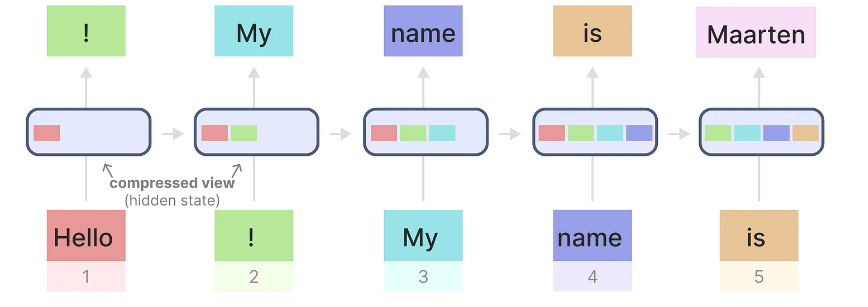 !
My
name
is
Maarten
compressed view
(hidden state)
Hello
!
My
name
is
1
2
3
4
5